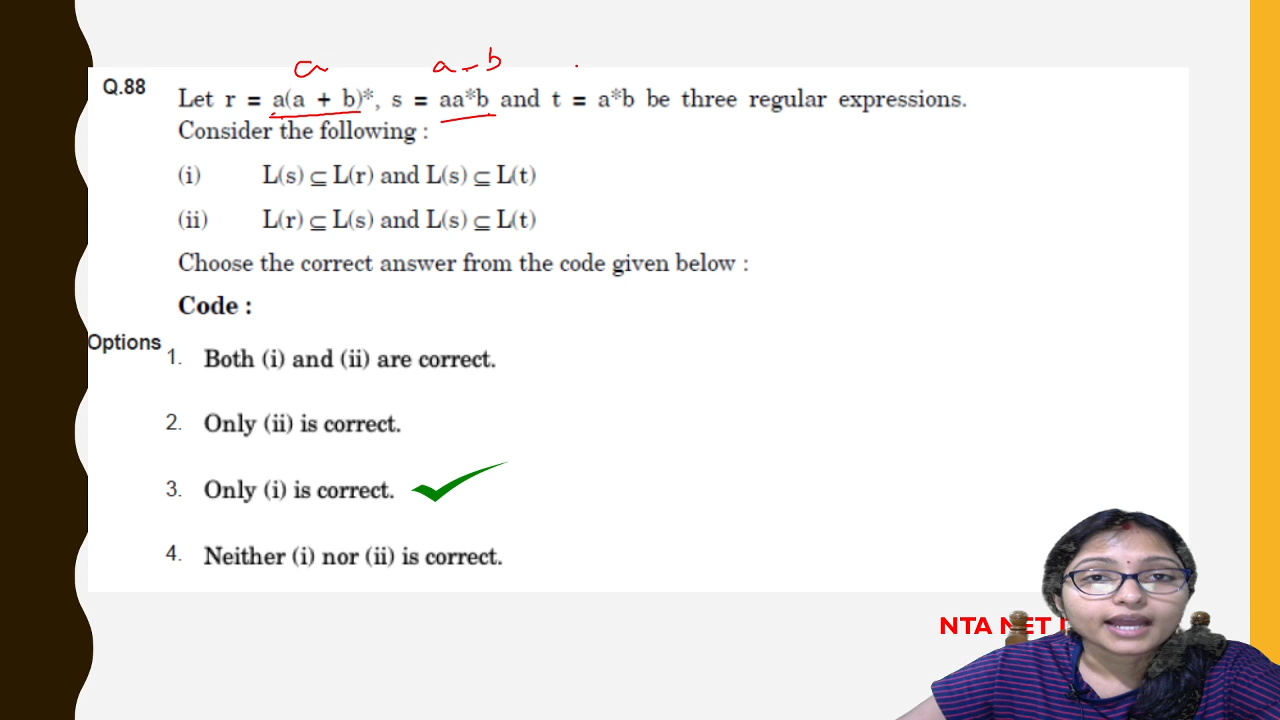 a a - b
Q.88 Let r = a(a + b)*, s = aa*b and t = a*b be three regular expressions.
Consider the following :
(i) L(s) ⊆ L(r) and L(s) ⊆ L(t)
(ii) L(r) ⊆ L(s) and L(s) ⊆ L(t)
Choose the correct answer from the code given below :
Code :
Options
1. Both (i) and (ii) are correct.
2. Only (ii) is correct.
3. Only (i) is correct.
4. Neither (i) nor (ii) is correct.
NTA NET